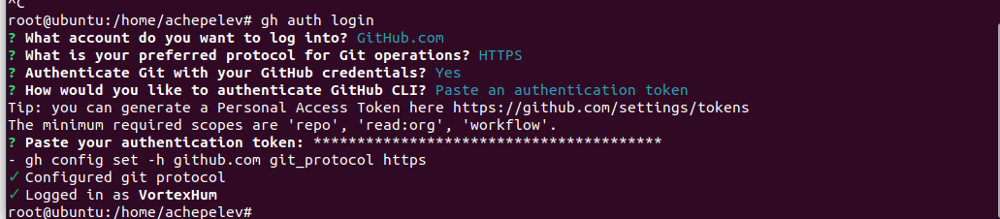 ^C
root@ubuntu:/home/achepelev# gh auth login
? What account do you want to log into? GitHub.com
? What is your preferred protocol for Git operations? HTTPS
? Authenticate Git with your GitHub credentials? Yes
? How would you like to authenticate GitHub CLI? Paste an authentication token
Tip: you can generate a Personal Access Token here https://github.com/settings/tokens
The minimum required scopes are 'repo', 'read:org', 'workflow'.
? Paste your authentication token: ****************************************
- gh config set -h github.com git_protocol https
✓ Configured git protocol
✓ Logged in as VortexHum
root@ubuntu:/home/achepelev#